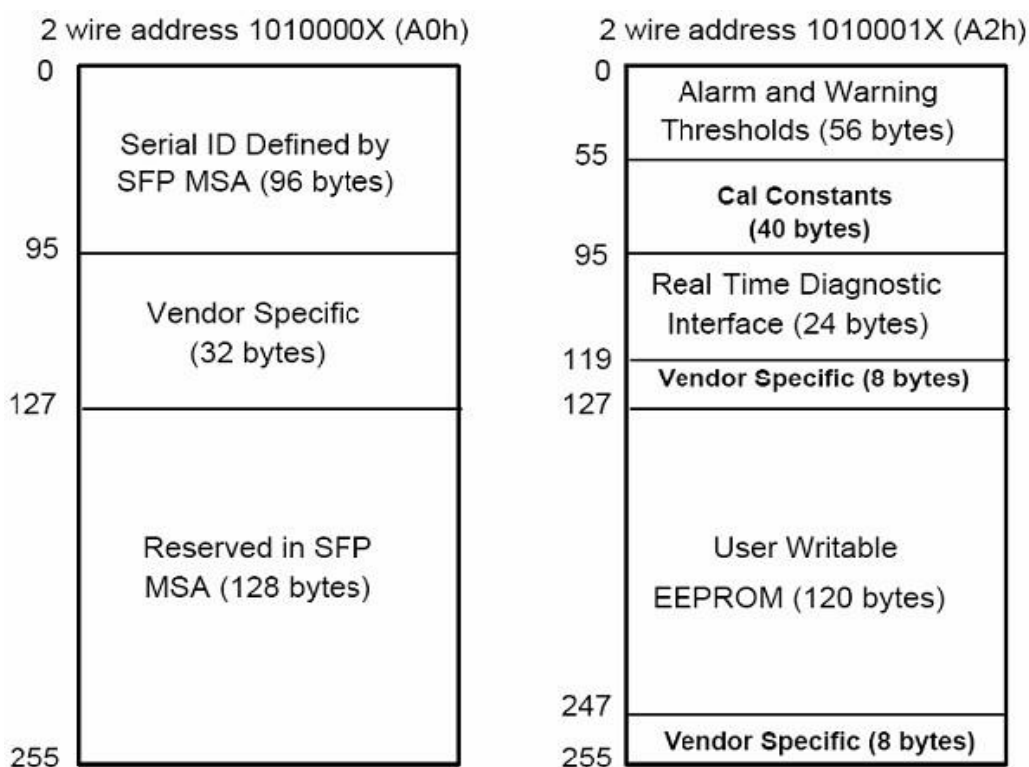 2 wire address 1010000X (A0h)
0
Serial ID Defined by
SFP MSA (96 bytes)
95
Vendor Specific
(32 bytes)
127
Reserved in SFP
MSA (128 bytes)
255
2 wire address 1010001X (A2h)
0
Alarm and Warning
Thresholds (56 bytes)
55
Cal Constants
(40 bytes)
95
Real Time Diagnostic
Interface (24 bytes)
119
Vendor Specific (8 bytes)
127
User Writable
EEPROM (120 bytes)
247
Vendor Specific (8 bytes)
255